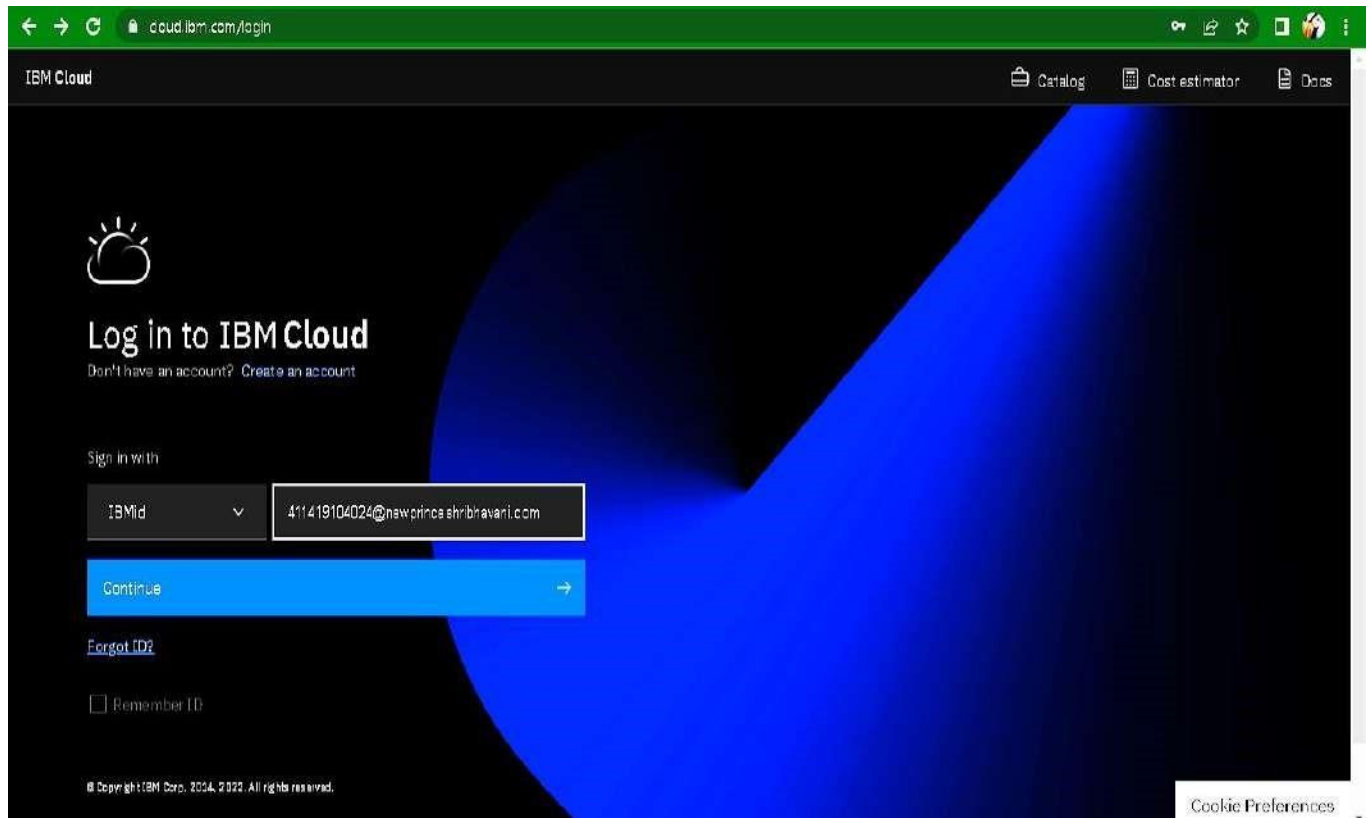 cloud.ibm.com/login
IBM Cloud
Catalog
Cost estimator
Docs
Log in to IBM Cloud
Don't have an account? Create an account
Sign in with
IBMid
411419104024@newprinceshribhavani.com
Continue
Forgot ID?
Remember ID
© Copyright IBM Corp. 2014, 2022. All rights reserved.
Cookie Preferences